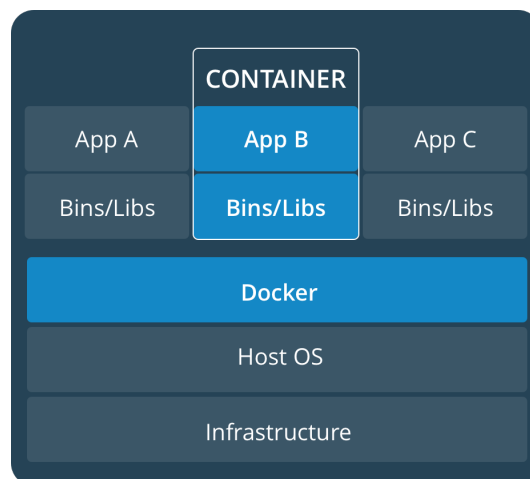 CONTAINER
App A App B App C
Bins/Libs Bins/Libs Bins/Libs
Docker
Host OS
Infrastructure